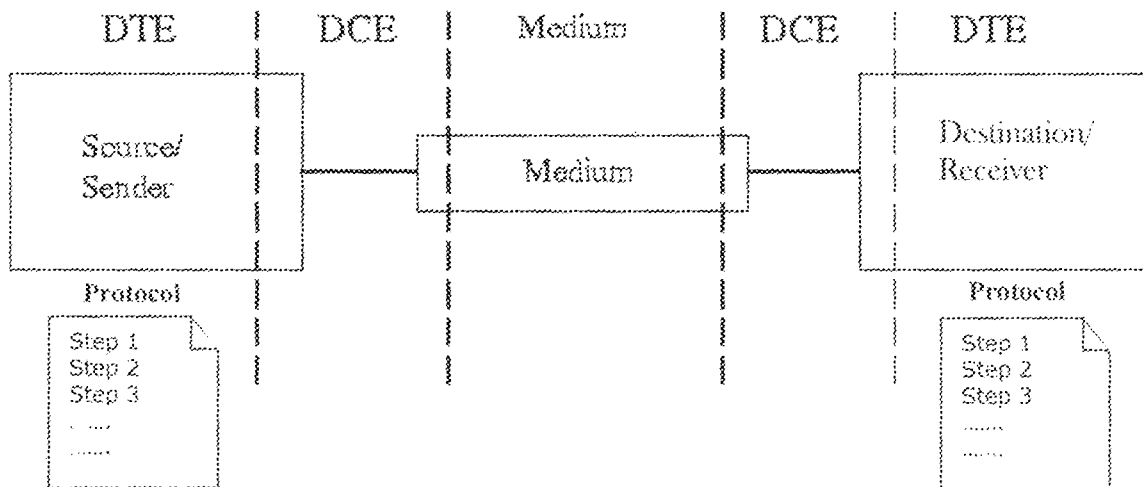 DTE DCE Medium DCE DTE
Source/
Sender
Medium
Destination/
Receiver
Protocol
Step 1
Step 2
Step 3
......
......
Protocol
Step 1
Step 2
Step 3
......
......